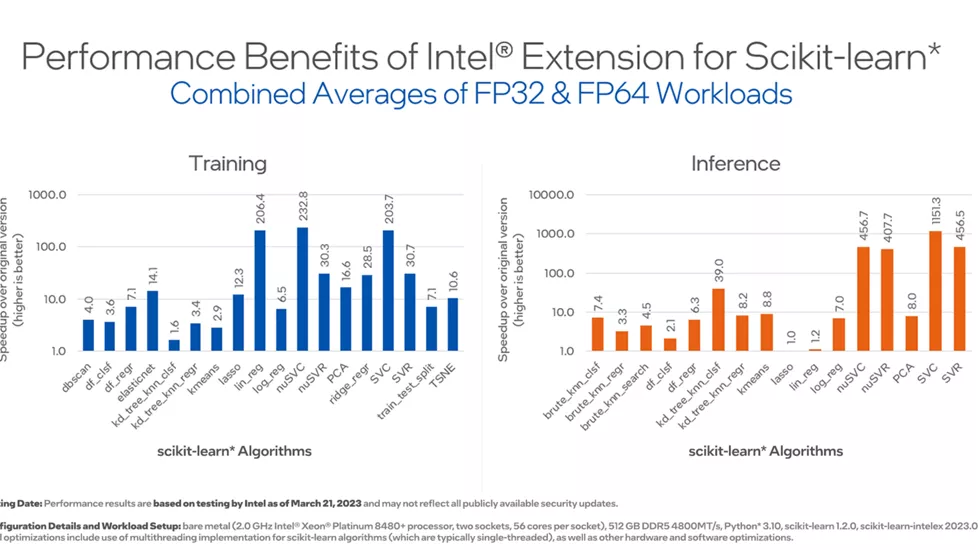 Performance Benefits of Intel® Extension for Scikit-learn*
Combined Averages of FP32 & FP64 Workloads
Training
Speedup over original version
(higher is better)
1000.0
100.0
10.0
1.0
4.0
3.6
7.1
14.1
1.6
3.4
2.9
12.3
206.4
6.5
232.8
30.3
16.6
28.5
203.7
30.7
7.1
10.6
dbscan
df_clsf
df_regr
elasticnet
kd_tree_knn_clsf
kd_tree_knn_regr
kmeans
lasso
lin_reg
log_reg
nuSVC
nuSVR
PCA
ridge_regr
SVC
SVR
train_test_split
TSNE
scikit-learn* Algorithms
Inference
Speedup over original version
(higher is better)
10000.0
1000.0
100.0
10.0
1.0
7.4
3.3
4.5
2.1
6.3
39.0
8.2
8.8
1.0
1.2
7.0
456.7
407.7
8.0
1151.3
456.5
brute_knn_clsf
brute_knn_regr
brute_knn_search
df_clsf
df_regr
kd_tree_knn_clsf
kd_tree_knn_regr
kmeans
lasso
lin_reg
log_reg
nuSVC
nuSVR
PCA
SVC
SVR
scikit-learn* Algorithms
ing Date: Performance results are based on testing by Intel as of March 21, 2023 and may not reflect all publicly available security updates.
figuration Details and Workload Setup: bare metal (2.0 GHz Intel® Xeon® Platinum 8480+ processor, two sockets, 56 cores per socket), 512 GB DDR5 4800MT/s, Python* 3.10, scikit-learn 1.2.0, scikit-learn-intelex 2023.0
optimizations include use of multithreading implementation for scikit-learn algorithms (which are typically single-threaded), as well as other hardware and software optimizations.